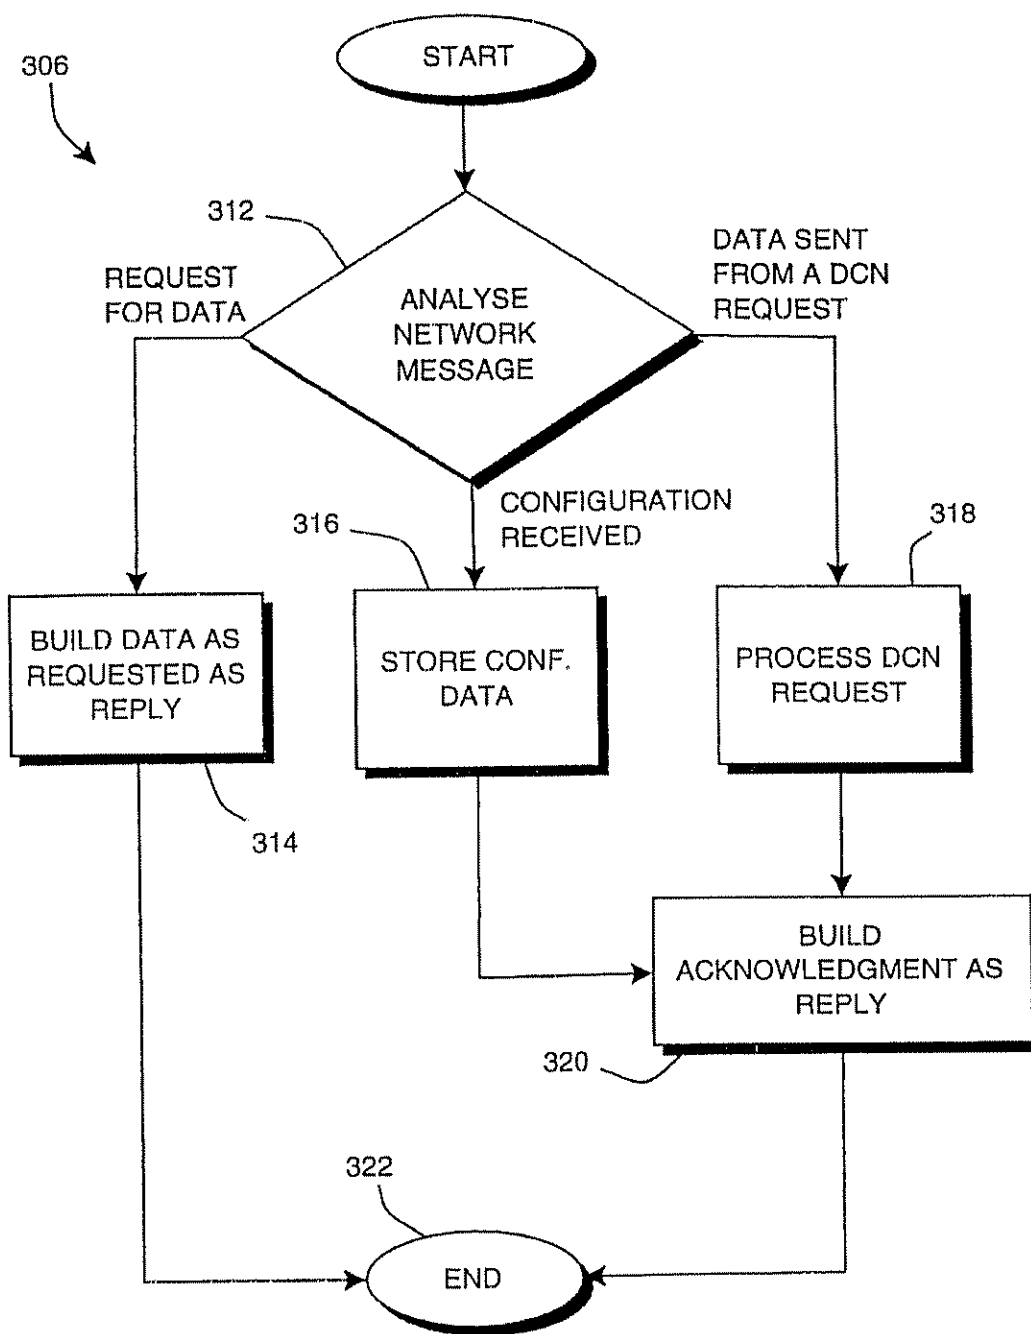 START
306
312
REQUEST
FOR DATA
ANALYSE
NETWORK
MESSAGE
DATA SENT
FROM A DCN
REQUEST
CONFIGURATION
RECEIVED
316
318
BUILD DATA AS
REQUESTED AS
REPLY
STORE CONF.
DATA
PROCESS DCN
REQUEST
314
BUILD
ACKNOWLEDGMENT AS
REPLY
320
322
END